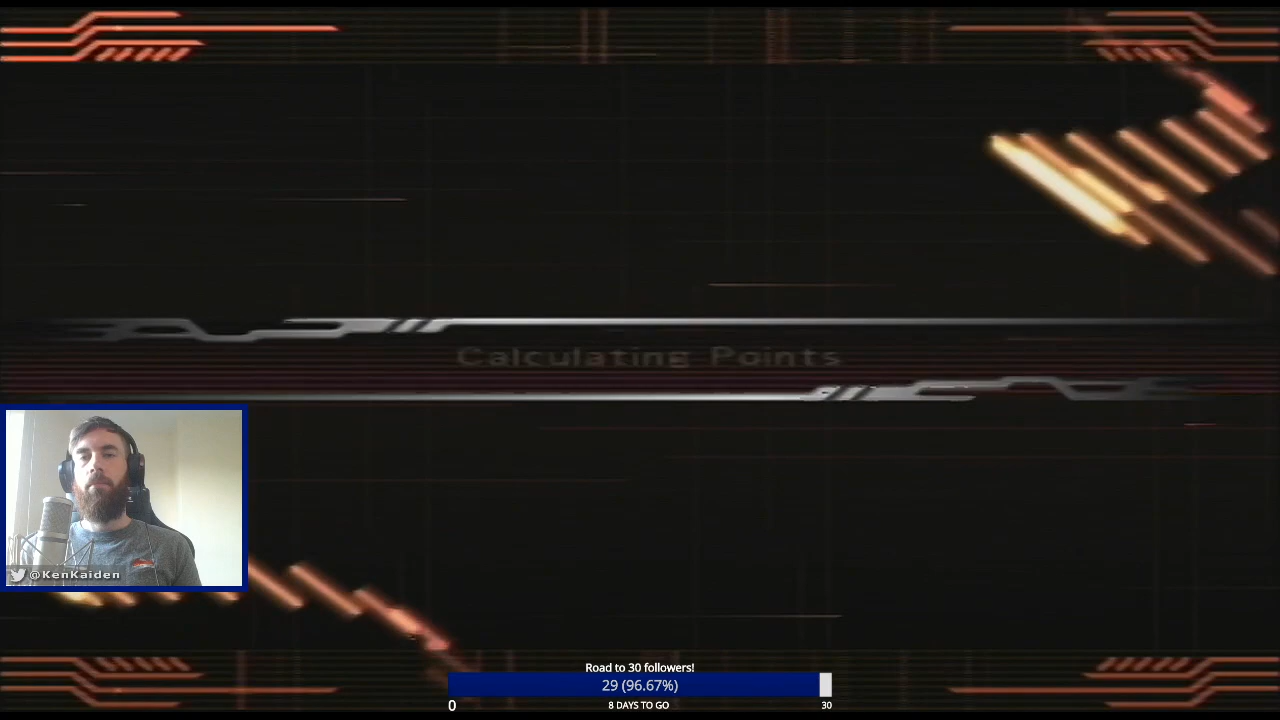 Calculating Points
@KenKaiden
Road to 30 followers!
29 (96.67%)
0 8 DAYS TO GO 30